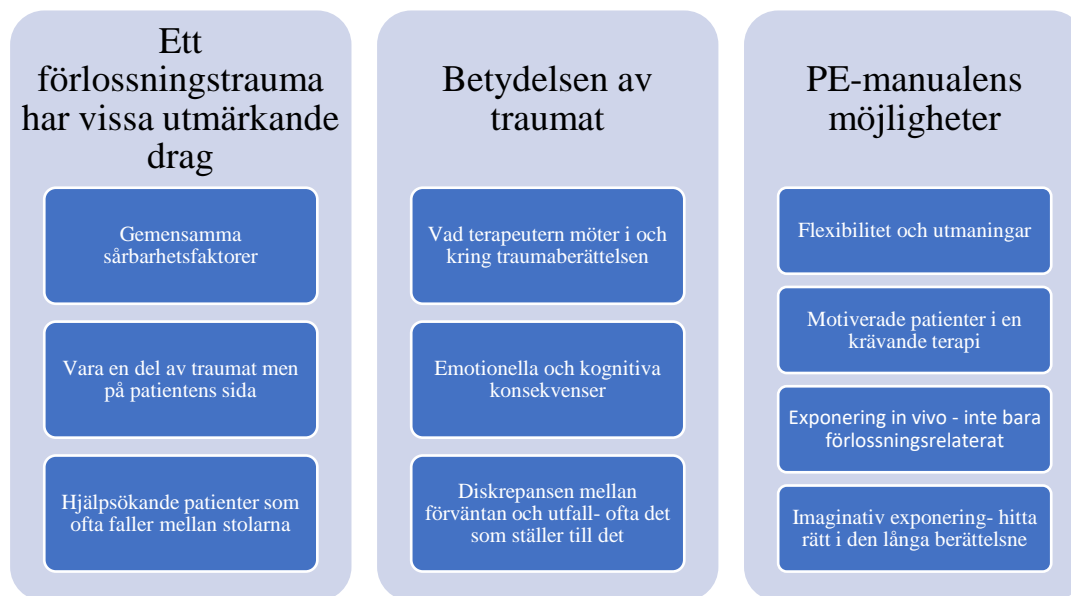 Ett
förlossningstrauma
har vissa utmärkande
drag
Gemensamma
sårbarhetsfaktorer
Vara en del av traumat men
på patientens sida
Hjälpsökande patienter som
ofta faller mellan stolarna
Betydelsen av
traumat
Vad terapeutern möter i och
kring traumaberättelsen
Emotionella och kognitiva
konsekvenser
Diskrepansen mellan
förväntan och utfall- ofta det
som ställer till det
PE-manualens
möjligheter
Flexibilitet och utmaningar
Motiverade patienter i en
krävande terapi
Exponering in vivo - inte bara
förlossningsrelaterat
Imaginativ exponering- hitta
rätt i den långa berättelsne